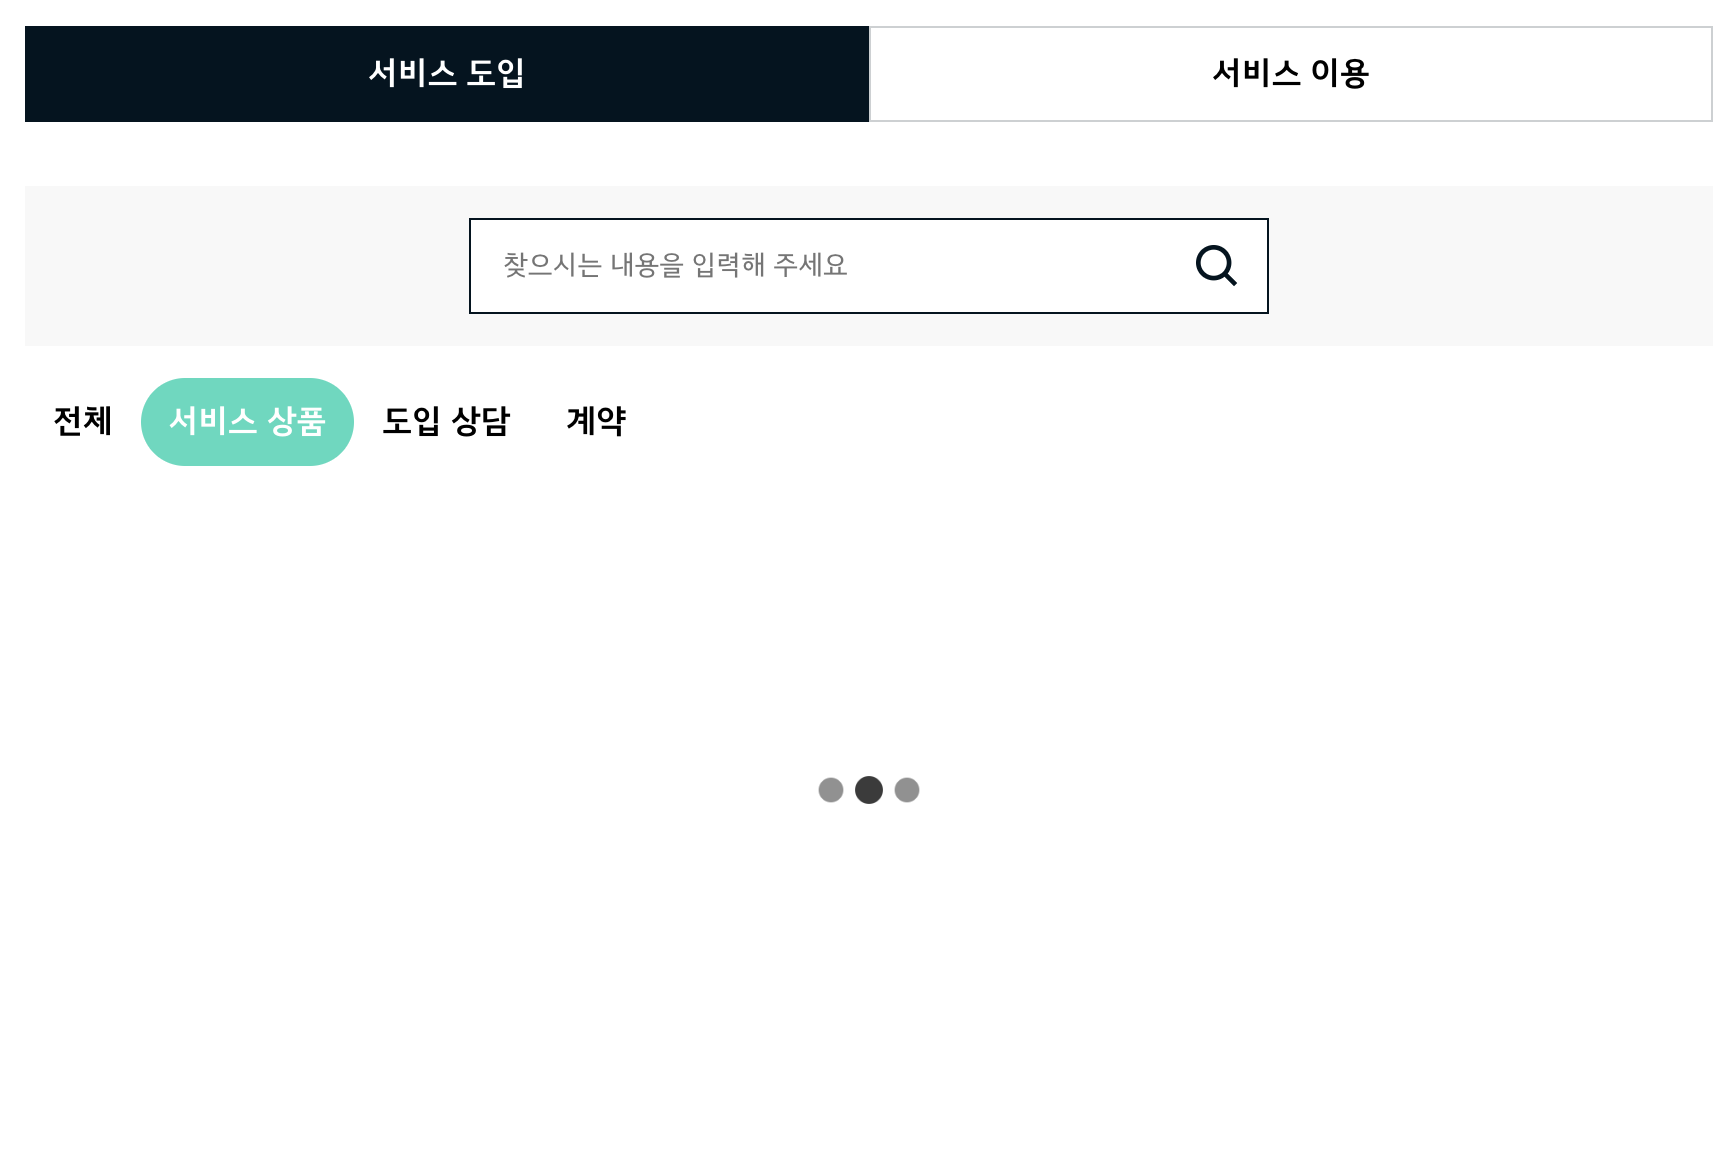 서비스 도입
서비스 이용
찾으시는 내용을 입력해 주세요
전체 서비스 상품 도입 상담 계약